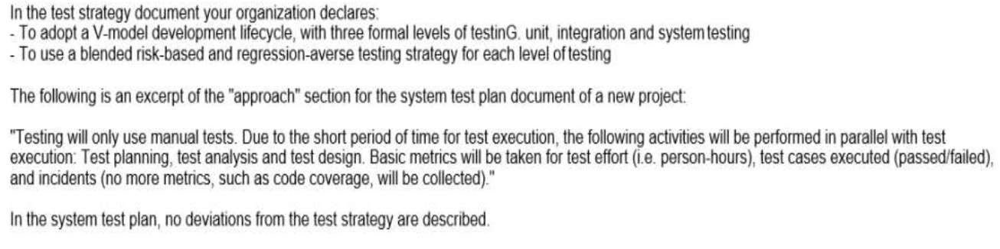 In the test strategy document your organization declares:
- To adopt a V-model development lifecycle, with three formal levels of testinG. unit, integration and system testing
- To use a blended risk-based and regression-averse testing strategy for each level of testing
The following is an excerpt of the "approach" section for the system test plan document of a new project:
"Testing will only use manual tests. Due to the short period of time for test execution, the following activities will be performed in parallel with test
execution: Test planning, test analysis and test design. Basic metrics will be taken for test effort (i.e. person-hours), test cases executed (passed/failed),
and incidents (no more metrics, such as code coverage, will be collected)."
In the system test plan, no deviations from the test strategy are described.